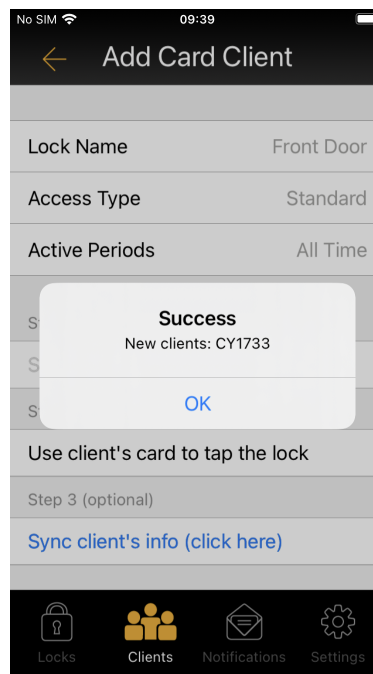 No SIM 09:39
Add Card Client
Lock Name Front Door
Access Type Standard
Active Periods All Time
Success
New clients: CY1733
OK
Use client's card to tap the lock
Step 3 (optional)
Sync client's info (click here)
Locks Clients Notifications Settings